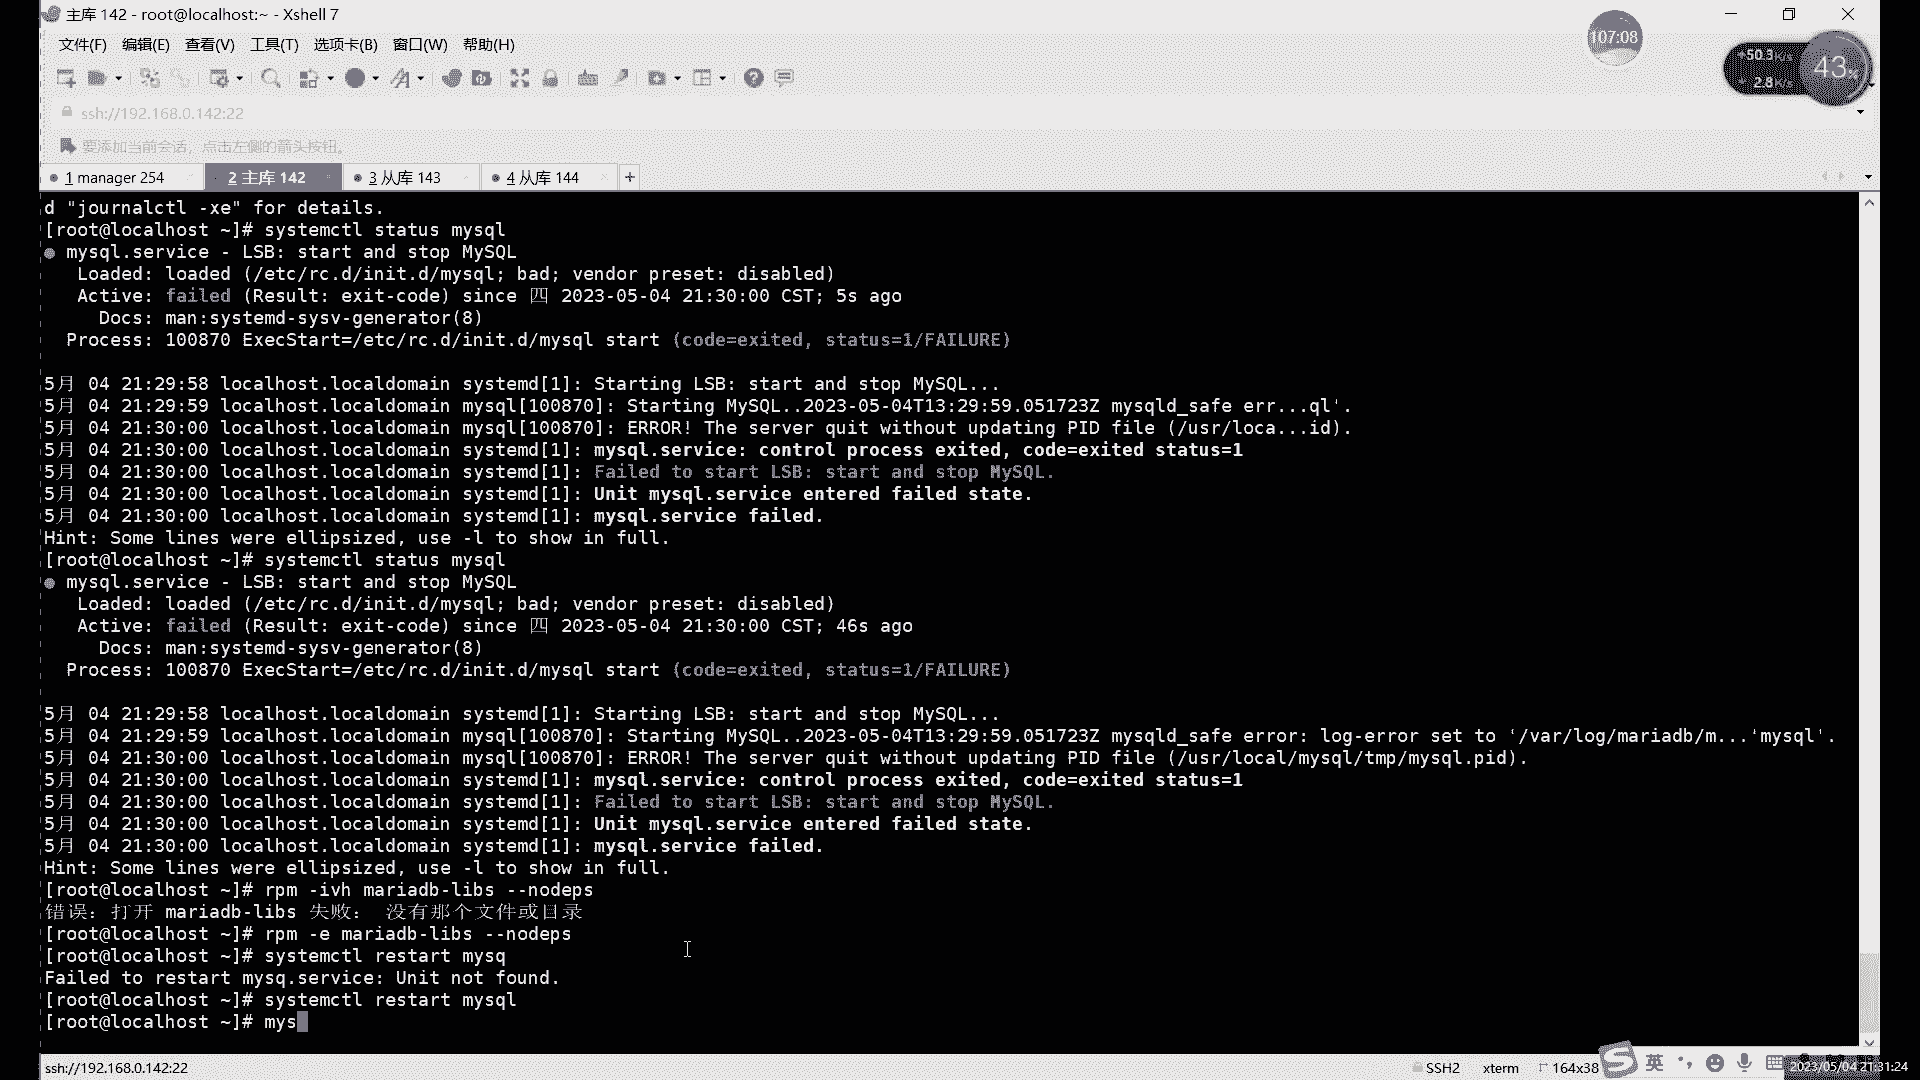 主库 142 - root@localhost:~ - Xshell 7
文件(F) 编辑(E) 查看(V) 工具(T) 选项卡(B) 窗口(W) 帮助(H)
107:08
50.3K/s
2.8K/s
43%
ssh://192.168.0.142:22
要添加当前会话，点击左侧的箭头按钮。
1 manager 254
2 主库 142
3 从库 143
4 从库 144
d "journalctl -xe" for details.
[root@localhost ~]# systemctl status mysql
● mysql.service - LSB: start and stop MySQL
Loaded: loaded (/etc/rc.d/init.d/mysql; bad; vendor preset: disabled)
Active: failed (Result: exit-code) since 四 2023-05-04 21:30:00 CST; 5s ago
Docs: man:systemd-sysv-generator(8)
Process: 100870 ExecStart=/etc/rc.d/init.d/mysql start (code=exited, status=1/FAILURE)
5月 04 21:29:58 localhost.localdomain systemd[1]: Starting LSB: start and stop MySQL...
5月 04 21:29:59 localhost.localdomain mysql[100870]: Starting MySQL..2023-05-04T13:29:59.051723Z mysqld_safe err...ql'.
5月 04 21:30:00 localhost.localdomain mysql[100870]: ERROR! The server quit without updating PID file (/usr/loca...id).
5月 04 21:30:00 localhost.localdomain systemd[1]: mysql.service: control process exited, code=exited status=1
5月 04 21:30:00 localhost.localdomain systemd[1]: Failed to start LSB: start and stop MySQL.
5月 04 21:30:00 localhost.localdomain systemd[1]: Unit mysql.service entered failed state.
5月 04 21:30:00 localhost.localdomain systemd[1]: mysql.service failed.
Hint: Some lines were ellipsized, use -l to show in full.
[root@localhost ~]# systemctl status mysql
● mysql.service - LSB: start and stop MySQL
Loaded: loaded (/etc/rc.d/init.d/mysql; bad; vendor preset: disabled)
Active: failed (Result: exit-code) since 四 2023-05-04 21:30:00 CST; 46s ago
Docs: man:systemd-sysv-generator(8)
Process: 100870 ExecStart=/etc/rc.d/init.d/mysql start (code=exited, status=1/FAILURE)
5月 04 21:29:58 localhost.localdomain systemd[1]: Starting LSB: start and stop MySQL...
5月 04 21:29:59 localhost.localdomain mysql[100870]: Starting MySQL..2023-05-04T13:29:59.051723Z mysqld_safe error: log-error set to '/var/log/mariadb/m...'mysql'.
5月 04 21:30:00 localhost.localdomain mysql[100870]: ERROR! The server quit without updating PID file (/usr/local/mysql/tmp/mysql.pid).
5月 04 21:30:00 localhost.localdomain systemd[1]: mysql.service: control process exited, code=exited status=1
5月 04 21:30:00 localhost.localdomain systemd[1]: Failed to start LSB: start and stop MySQL.
5月 04 21:30:00 localhost.localdomain systemd[1]: Unit mysql.service entered failed state.
5月 04 21:30:00 localhost.localdomain systemd[1]: mysql.service failed.
Hint: Some lines were ellipsized, use -l to show in full.
[root@localhost ~]# rpm -ivh mariadb-libs --nodeps
错误：打开 mariadb-libs 失败： 没有那个文件或目录
[root@localhost ~]# rpm -e mariadb-libs --nodeps
[root@localhost ~]# systemctl restart mysq
Failed to restart mysq.service: Unit not found.
[root@localhost ~]# systemctl restart mysql
[root@localhost ~]# mys
ssh://192.168.0.142:22
SSH2
xterm
164x38
英
2023/05/04 21:31:24